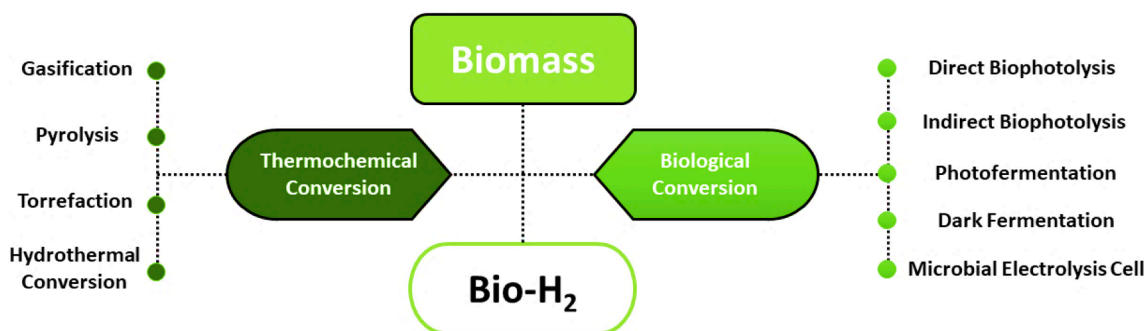 Biomass
Gasification
Pyrolysis
Torrefaction
Hydrothermal
Conversion
Thermochemical
Conversion
Biological
Conversion
Direct Biophotolysis
Indirect Biophotolysis
Photofermentation
Dark Fermentation
Microbial Electrolysis Cell
Bio-H₂